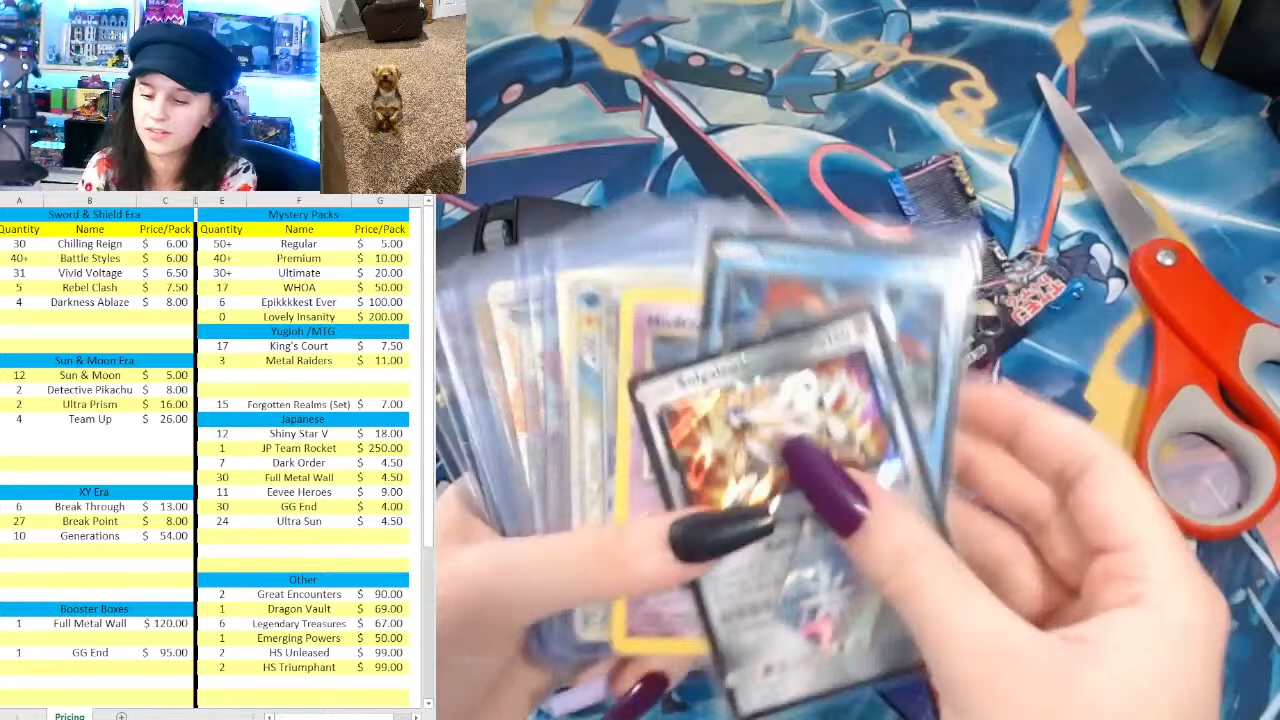 A B C E F G
Sword & Shield Era
Quantity Name Price/Pack
30 Chilling Reign $ 6.00
40+ Battle Styles $ 6.00
31 Vivid Voltage $ 6.50
5 Rebel Clash $ 7.50
4 Darkness Ablaze $ 8.00
Sun & Moon Era
12 Sun & Moon $ 5.00
2 Detective Pikachu $ 8.00
2 Ultra Prism $ 16.00
4 Team Up $ 26.00
XY Era
6 Break Through $ 13.00
27 Break Point $ 8.00
10 Generations $ 54.00
Booster Boxes
1 Full Metal Wall $ 120.00
1 GG End $ 95.00
Mystery Packs
Quantity Name Price/Pack
50+ Regular $ 5.00
40+ Premium $ 10.00
30+ Ultimate $ 20.00
17 WHOA $ 50.00
6 Epikkkkest Ever $ 100.00
0 Lovely Insanity $ 200.00
Yugioh /MTG
17 King's Court $ 7.50
3 Metal Raiders $ 11.00
15 Forgotten Realms (Set) $ 7.00
Japanese
12 Shiny Star V $ 18.00
1 JP Team Rocket $ 250.00
7 Dark Order $ 4.50
30 Full Metal Wall $ 4.50
11 Eevee Heroes $ 9.00
30 GG End $ 4.00
24 Ultra Sun $ 4.50
Other
2 Great Encounters $ 90.00
1 Dragon Vault $ 69.00
6 Legendary Treasures $ 67.00
1 Emerging Powers $ 50.00
2 HS Unleased $ 99.00
2 HS Triumphant $ 99.00
Pricing
Solgaleo